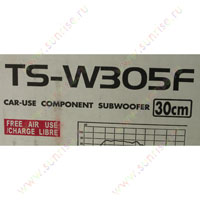 TS-W305F
CAR-USE COMPONENT SUBWOOFER 30cm
FREE AIR USE
CHARGE LIBRE